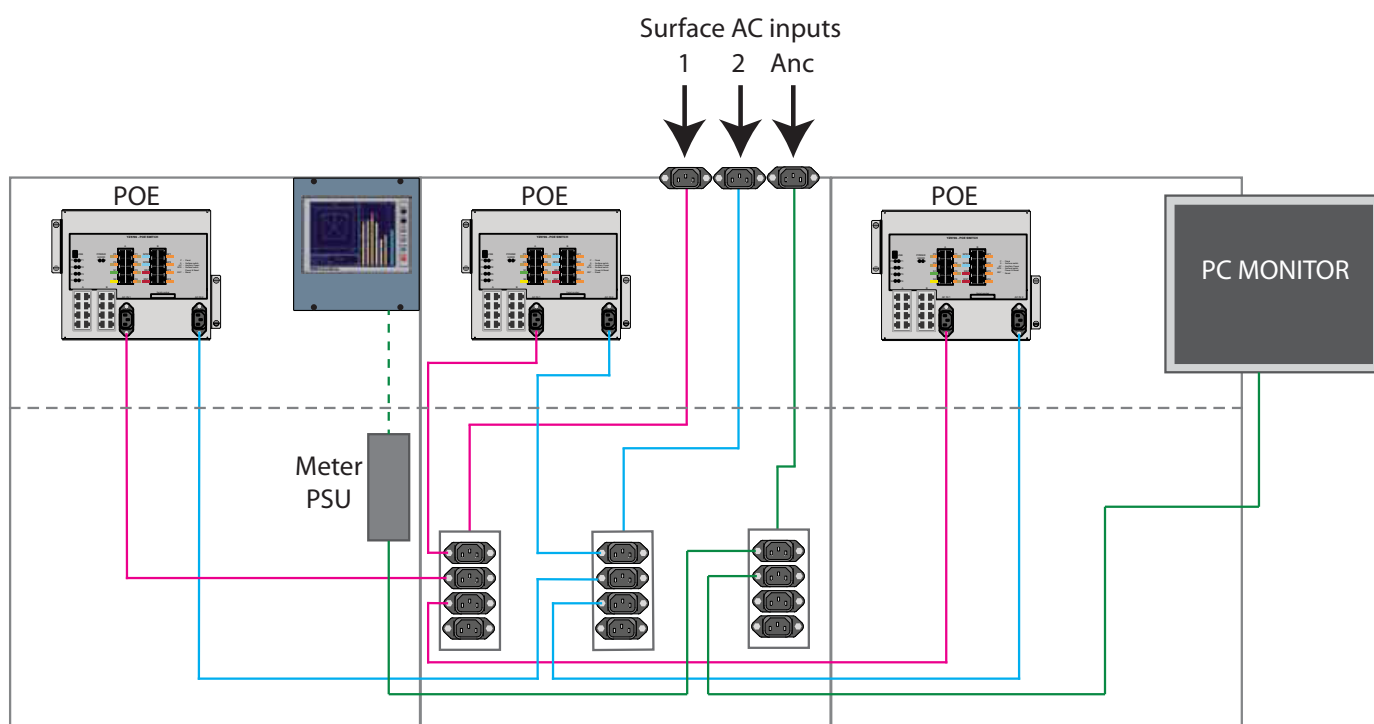 Surface AC inputs
1 2 Anc
POE
POE
POE
PC MONITOR
Meter
PSU